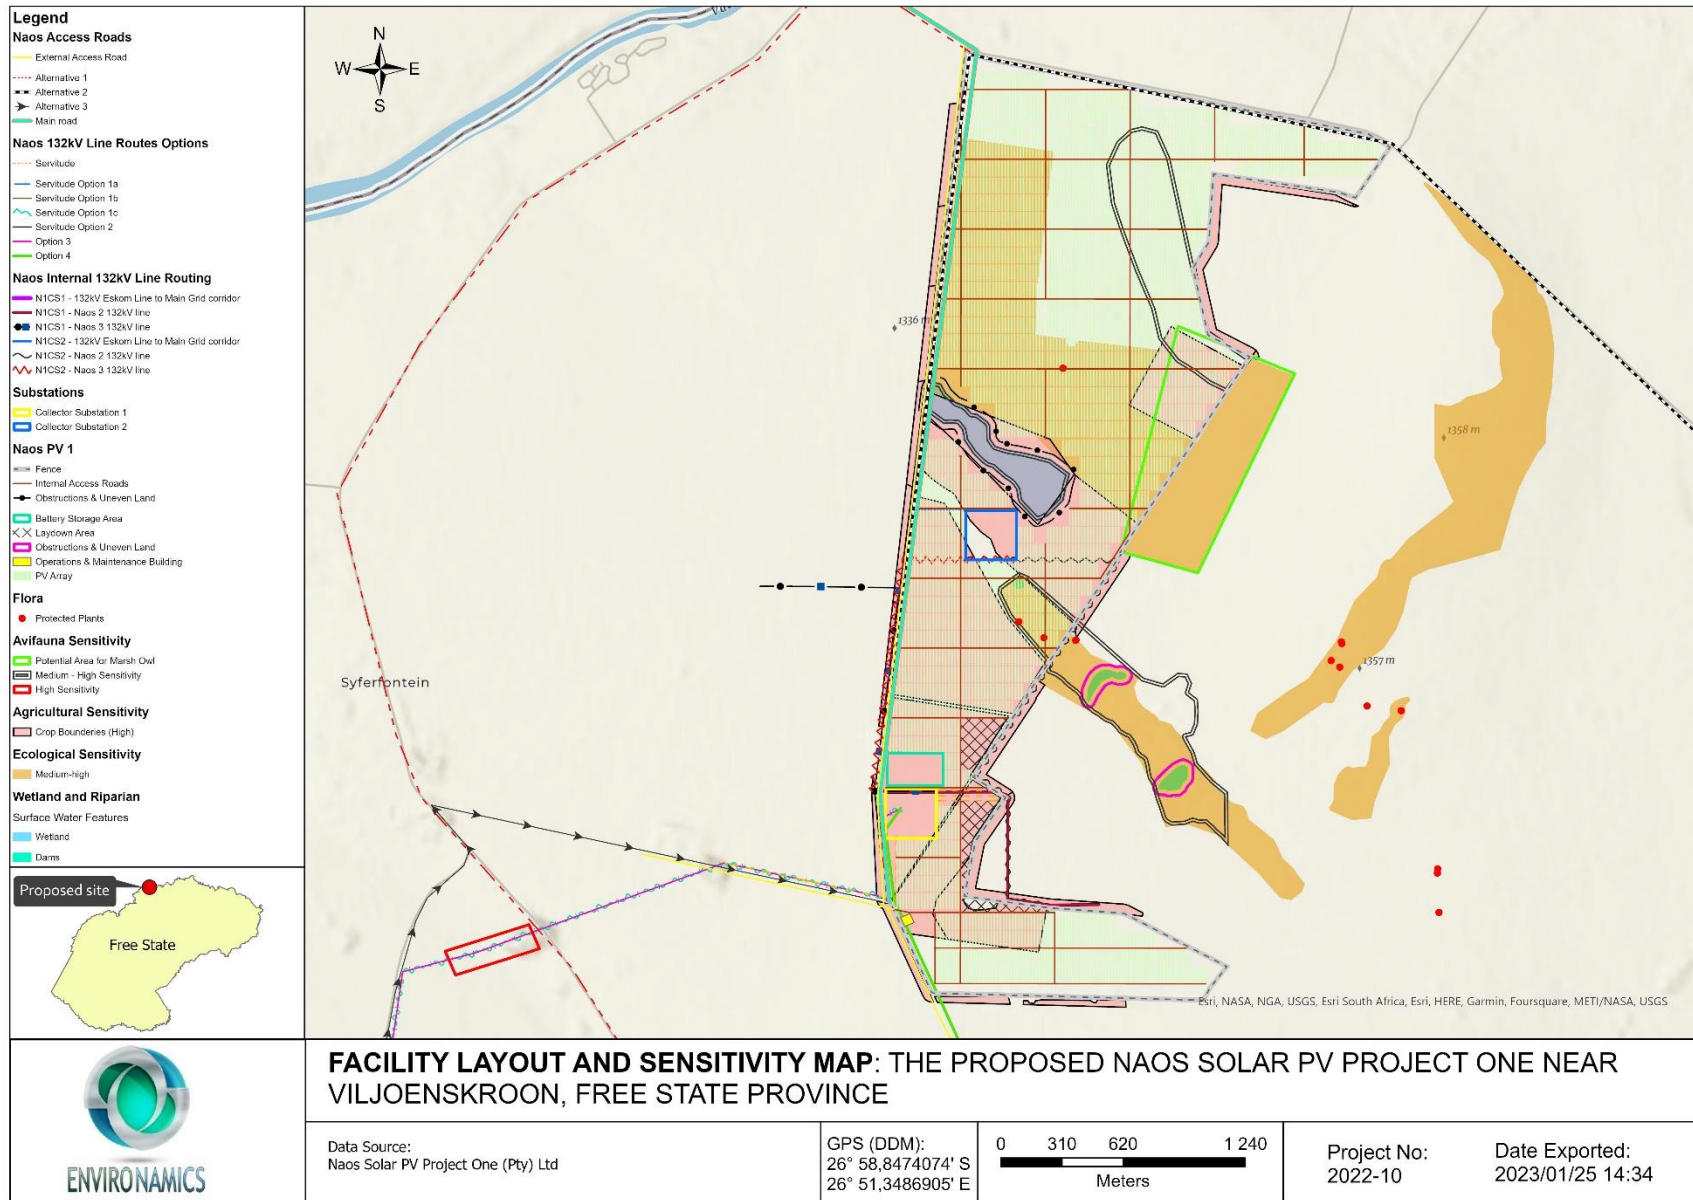 Legend
Naos Access Roads
External Access Road
Alternative 1
Alternative 2
Alternative 3
Main road
Naos 132kV Line Routes Options
Servitude
Servitude Option 1a
Servitude Option 1b
Servitude Option 1c
Servitude Option 2
Option 3
Option 4
Naos Internal 132kV Line Routing
N1CS1 - 132kV Eskom Line to Main Grid corridor
N1CS1 - Naos 2 132kV line
N1CS1 - Naos 3 132kV line
N1CS2 - 132kV Eskom Line to Main Grid corridor
N1CS2 - Naos 2 132kV line
N1CS2 - Naos 3 132kV line
Substations
Collector Substation 1
Collector Substation 2
Naos PV 1
Fence
Internal Access Roads
Obstructions & Uneven Land
Battery Storage Area
Laydown Area
Obstructions & Uneven Land
Operations & Maintenance Building
PV Array
Flora
Protected Plants
Avifauna Sensitivity
Potential Area for Marsh Owl
Medium - High Sensitivity
High Sensitivity
Agricultural Sensitivity
Crop Bounderies (High)
Ecological Sensitivity
Medium-high
Wetland and Riparian
Surface Water Features
Wetland
Dams
Proposed site
Free State
N
W E
S
1336 m
1358 m
1357 m
Syferfontein
Esri, NASA, NGA, USGS, Esri South Africa, Esri, HERE, Garmin, Foursquare, METI/NASA, USGS
ENVIRONAMICS
FACILITY LAYOUT AND SENSITIVITY MAP: THE PROPOSED NAOS SOLAR PV PROJECT ONE NEAR
VILJOENSKROON, FREE STATE PROVINCE
Data Source:
Naos Solar PV Project One (Pty) Ltd
GPS (DDM):
26° 58,8474074' S
26° 51,3486905' E
0 310 620 1 240
Meters
Project No:
2022-10
Date Exported:
2023/01/25 14:34